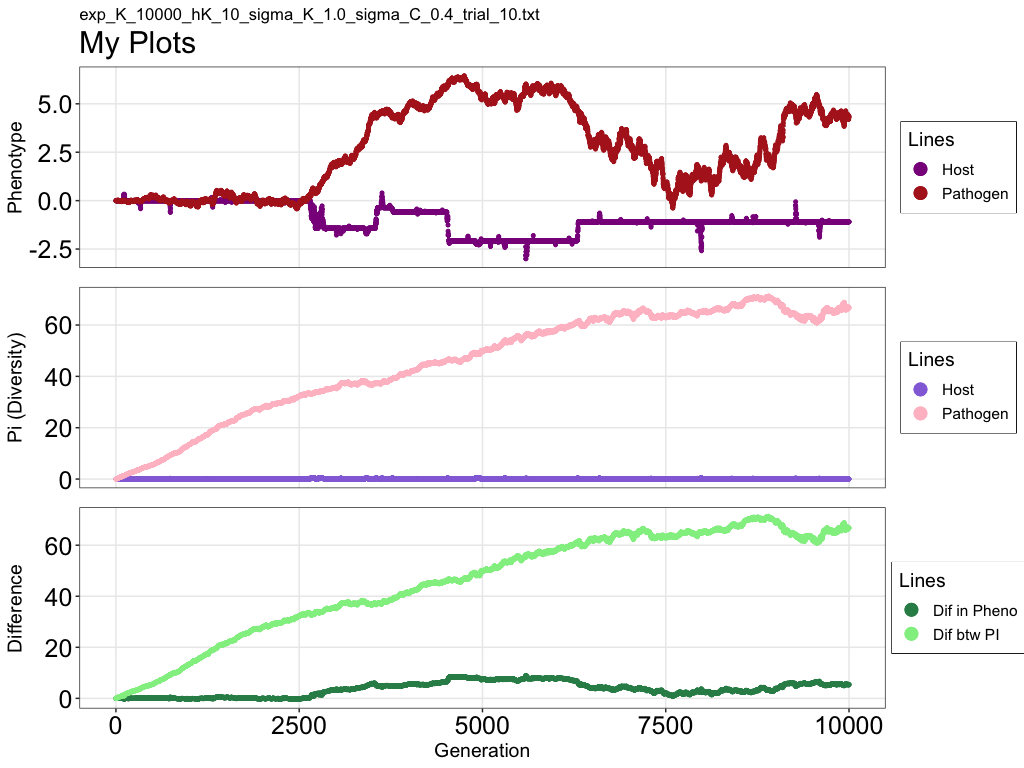 exp_K_10000_hK_10_sigma_K_1.0_sigma_C_0.4_trial_10.txt
My Plots
Phenotype
5.0
2.5
0.0
-2.5
Lines
Host
Pathogen
Pi (Diversity)
60
40
20
0
Lines
Host
Pathogen
Difference
60
40
20
0
Lines
Dif in Pheno
Dif btw PI
0 2500 5000 7500 10000
Generation